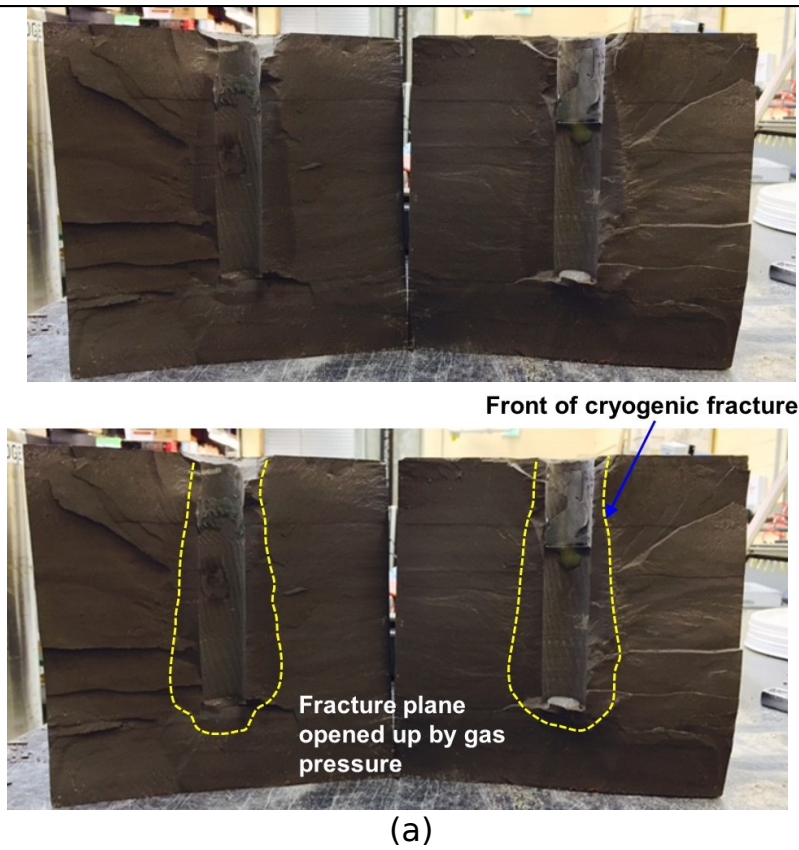 Front of cryogenic fracture
Fracture plane
opened up by gas
pressure
(a)